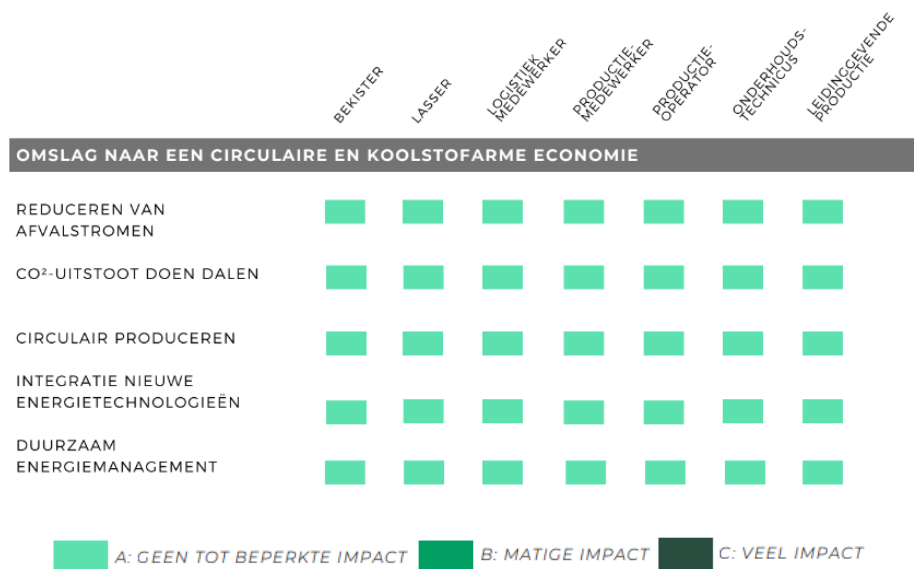 BEKISTER
LASSER
LOGISTIEK
MEDEWERKER
PRODUCTIE-
MEDEWERKER
PRODUCTIE-
OPERATOR
ONDERHOUDS-
TECHNICUS
LEIDINGGEVENDE
PRODUCTIE
OMSLAG NAAR EEN CIRCULAIRE EN KOOLSTOFARME ECONOMIE
REDUCEREN VAN
AFVALSTROMEN
CO²-UITSTOOT DOEN DALEN
CIRCULAIR PRODUCEREN
INTEGRATIE NIEUWE
ENERGIETECHNOLOGIEËN
DUURZAAM
ENERGIEMANAGEMENT
A: GEEN TOT BEPERKTE IMPACT B: MATIGE IMPACT C: VEEL IMPACT